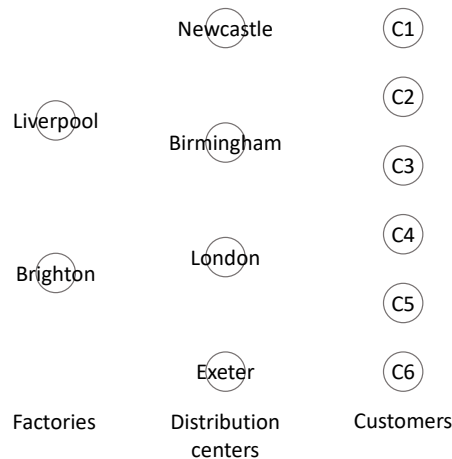 Newcastle
C1
C2
Liverpool
Birmingham
C3
C4
London
Brighton
C5
Exeter
C6
Factories
Distribution
centers
Customers